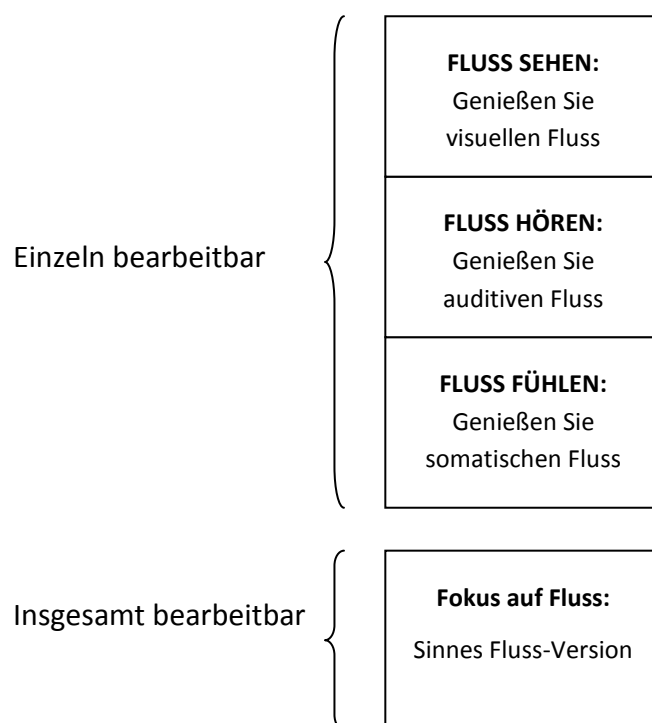 FLUSS SEHEN:
Genießen Sie
visuellen Fluss
Einzeln bearbeitbar
FLUSS HÖREN:
Genießen Sie
auditiven Fluss
FLUSS FÜHLEN:
Genießen Sie
somatischen Fluss
Insgesamt bearbeitbar
Fokus auf Fluss:
Sinnes Fluss-Version